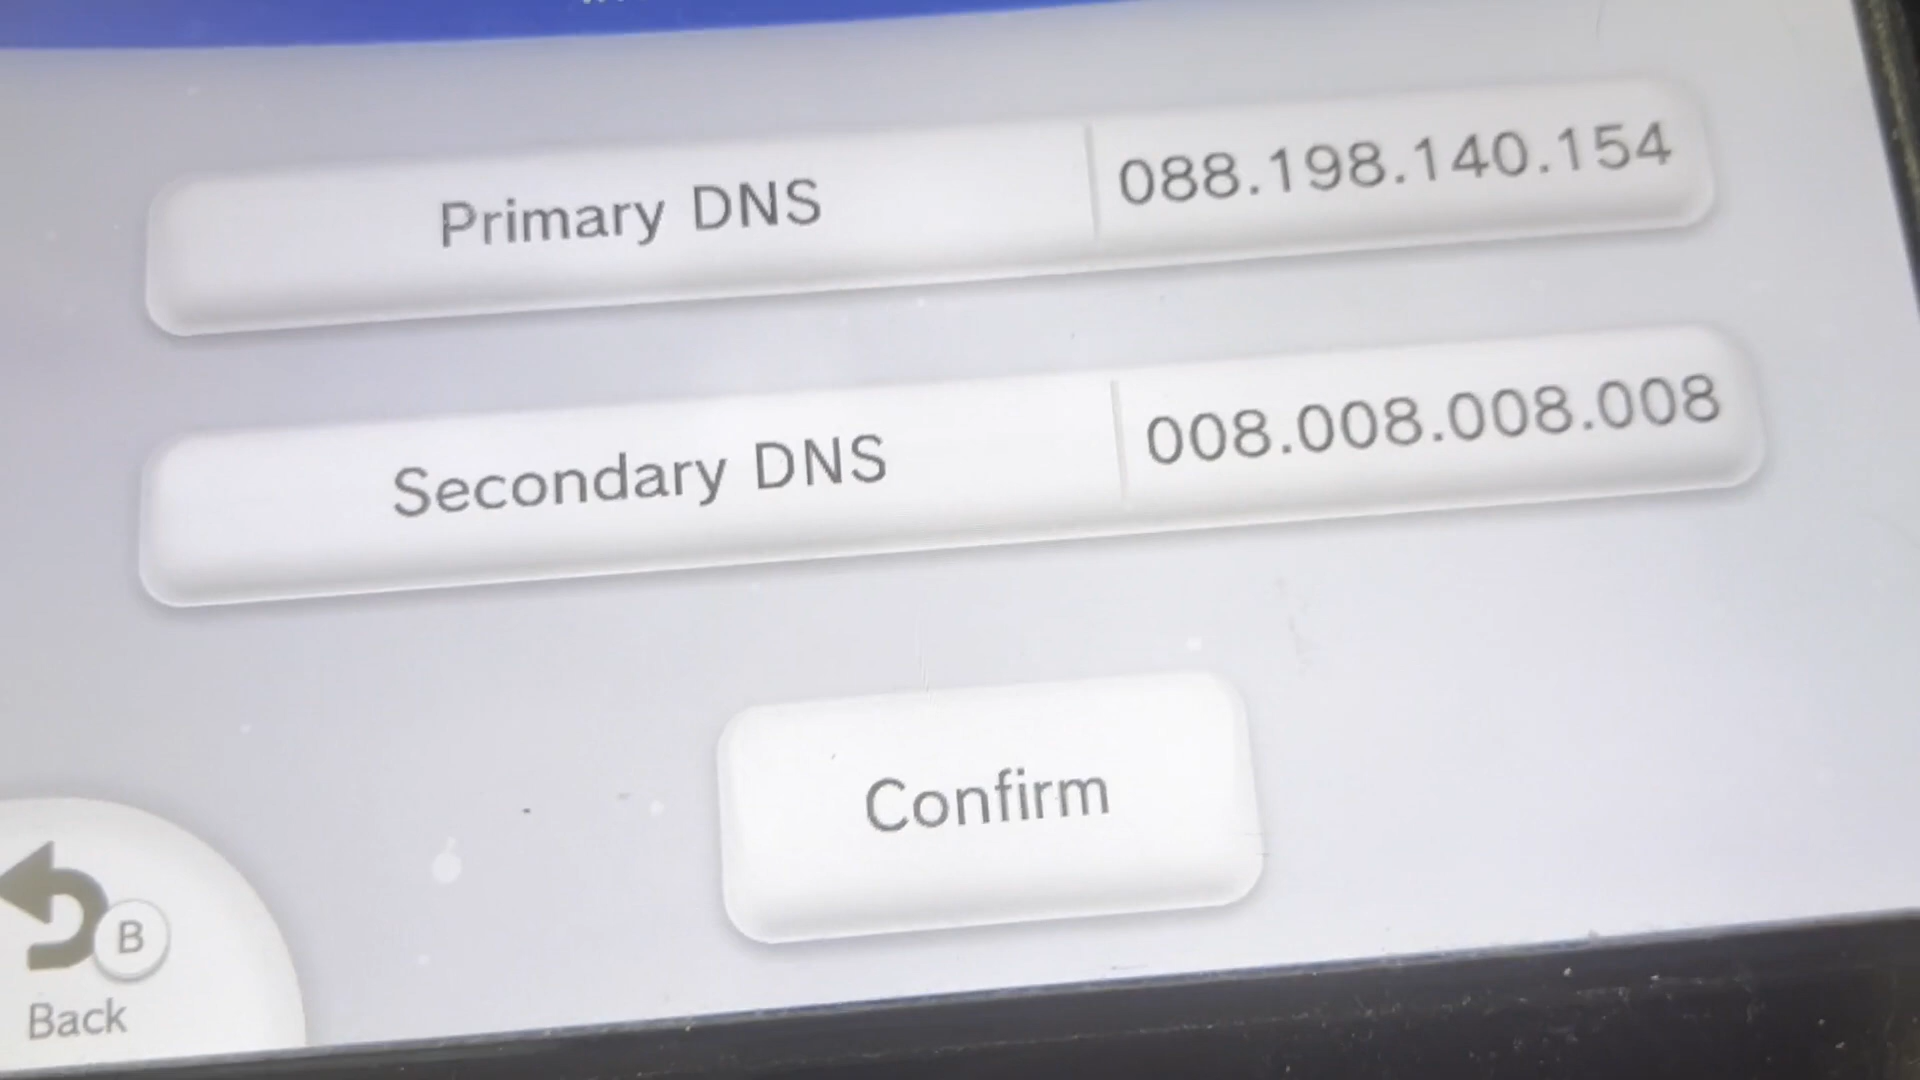 Primary DNS
088.198.140.154
Secondary DNS
008.008.008.008
Confirm
B
Back